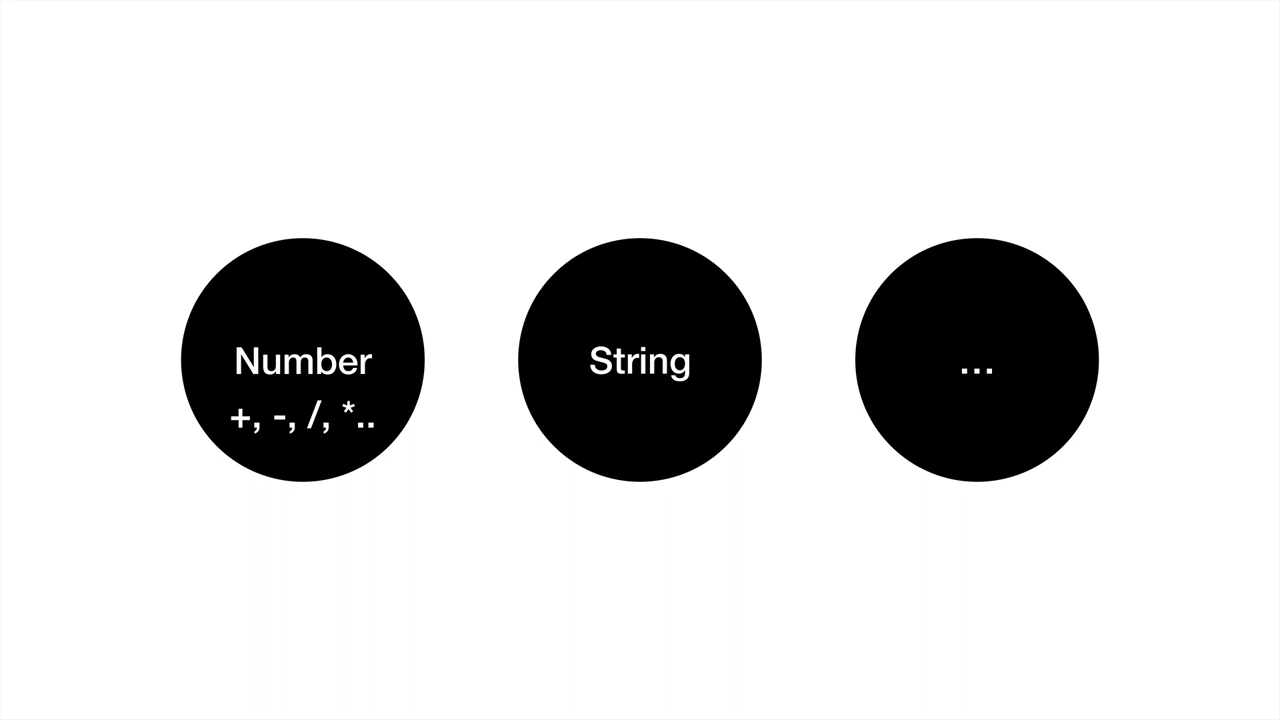 Number
+, -, /, *..
String
...